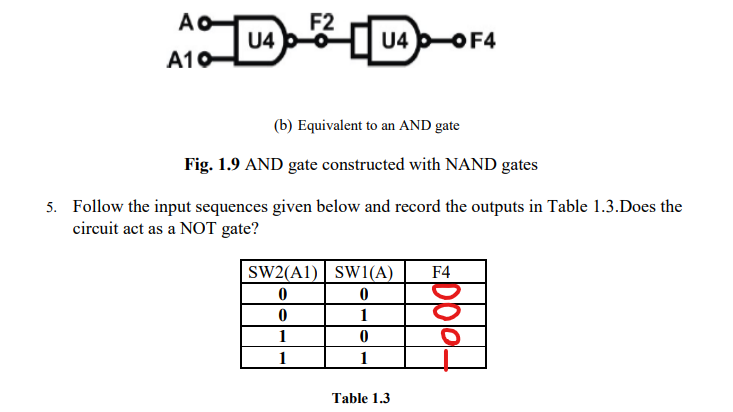 A F2
U4 U4 F4
A1
(b) Equivalent to an AND gate
Fig. 1.9 AND gate constructed with NAND gates
5. Follow the input sequences given below and record the outputs in Table 1.3.Does the
circuit act as a NOT gate?
SW2(A1) SW1(A) F4
0 0 0
0 1 0
1 0 0
1 1 1
Table 1.3